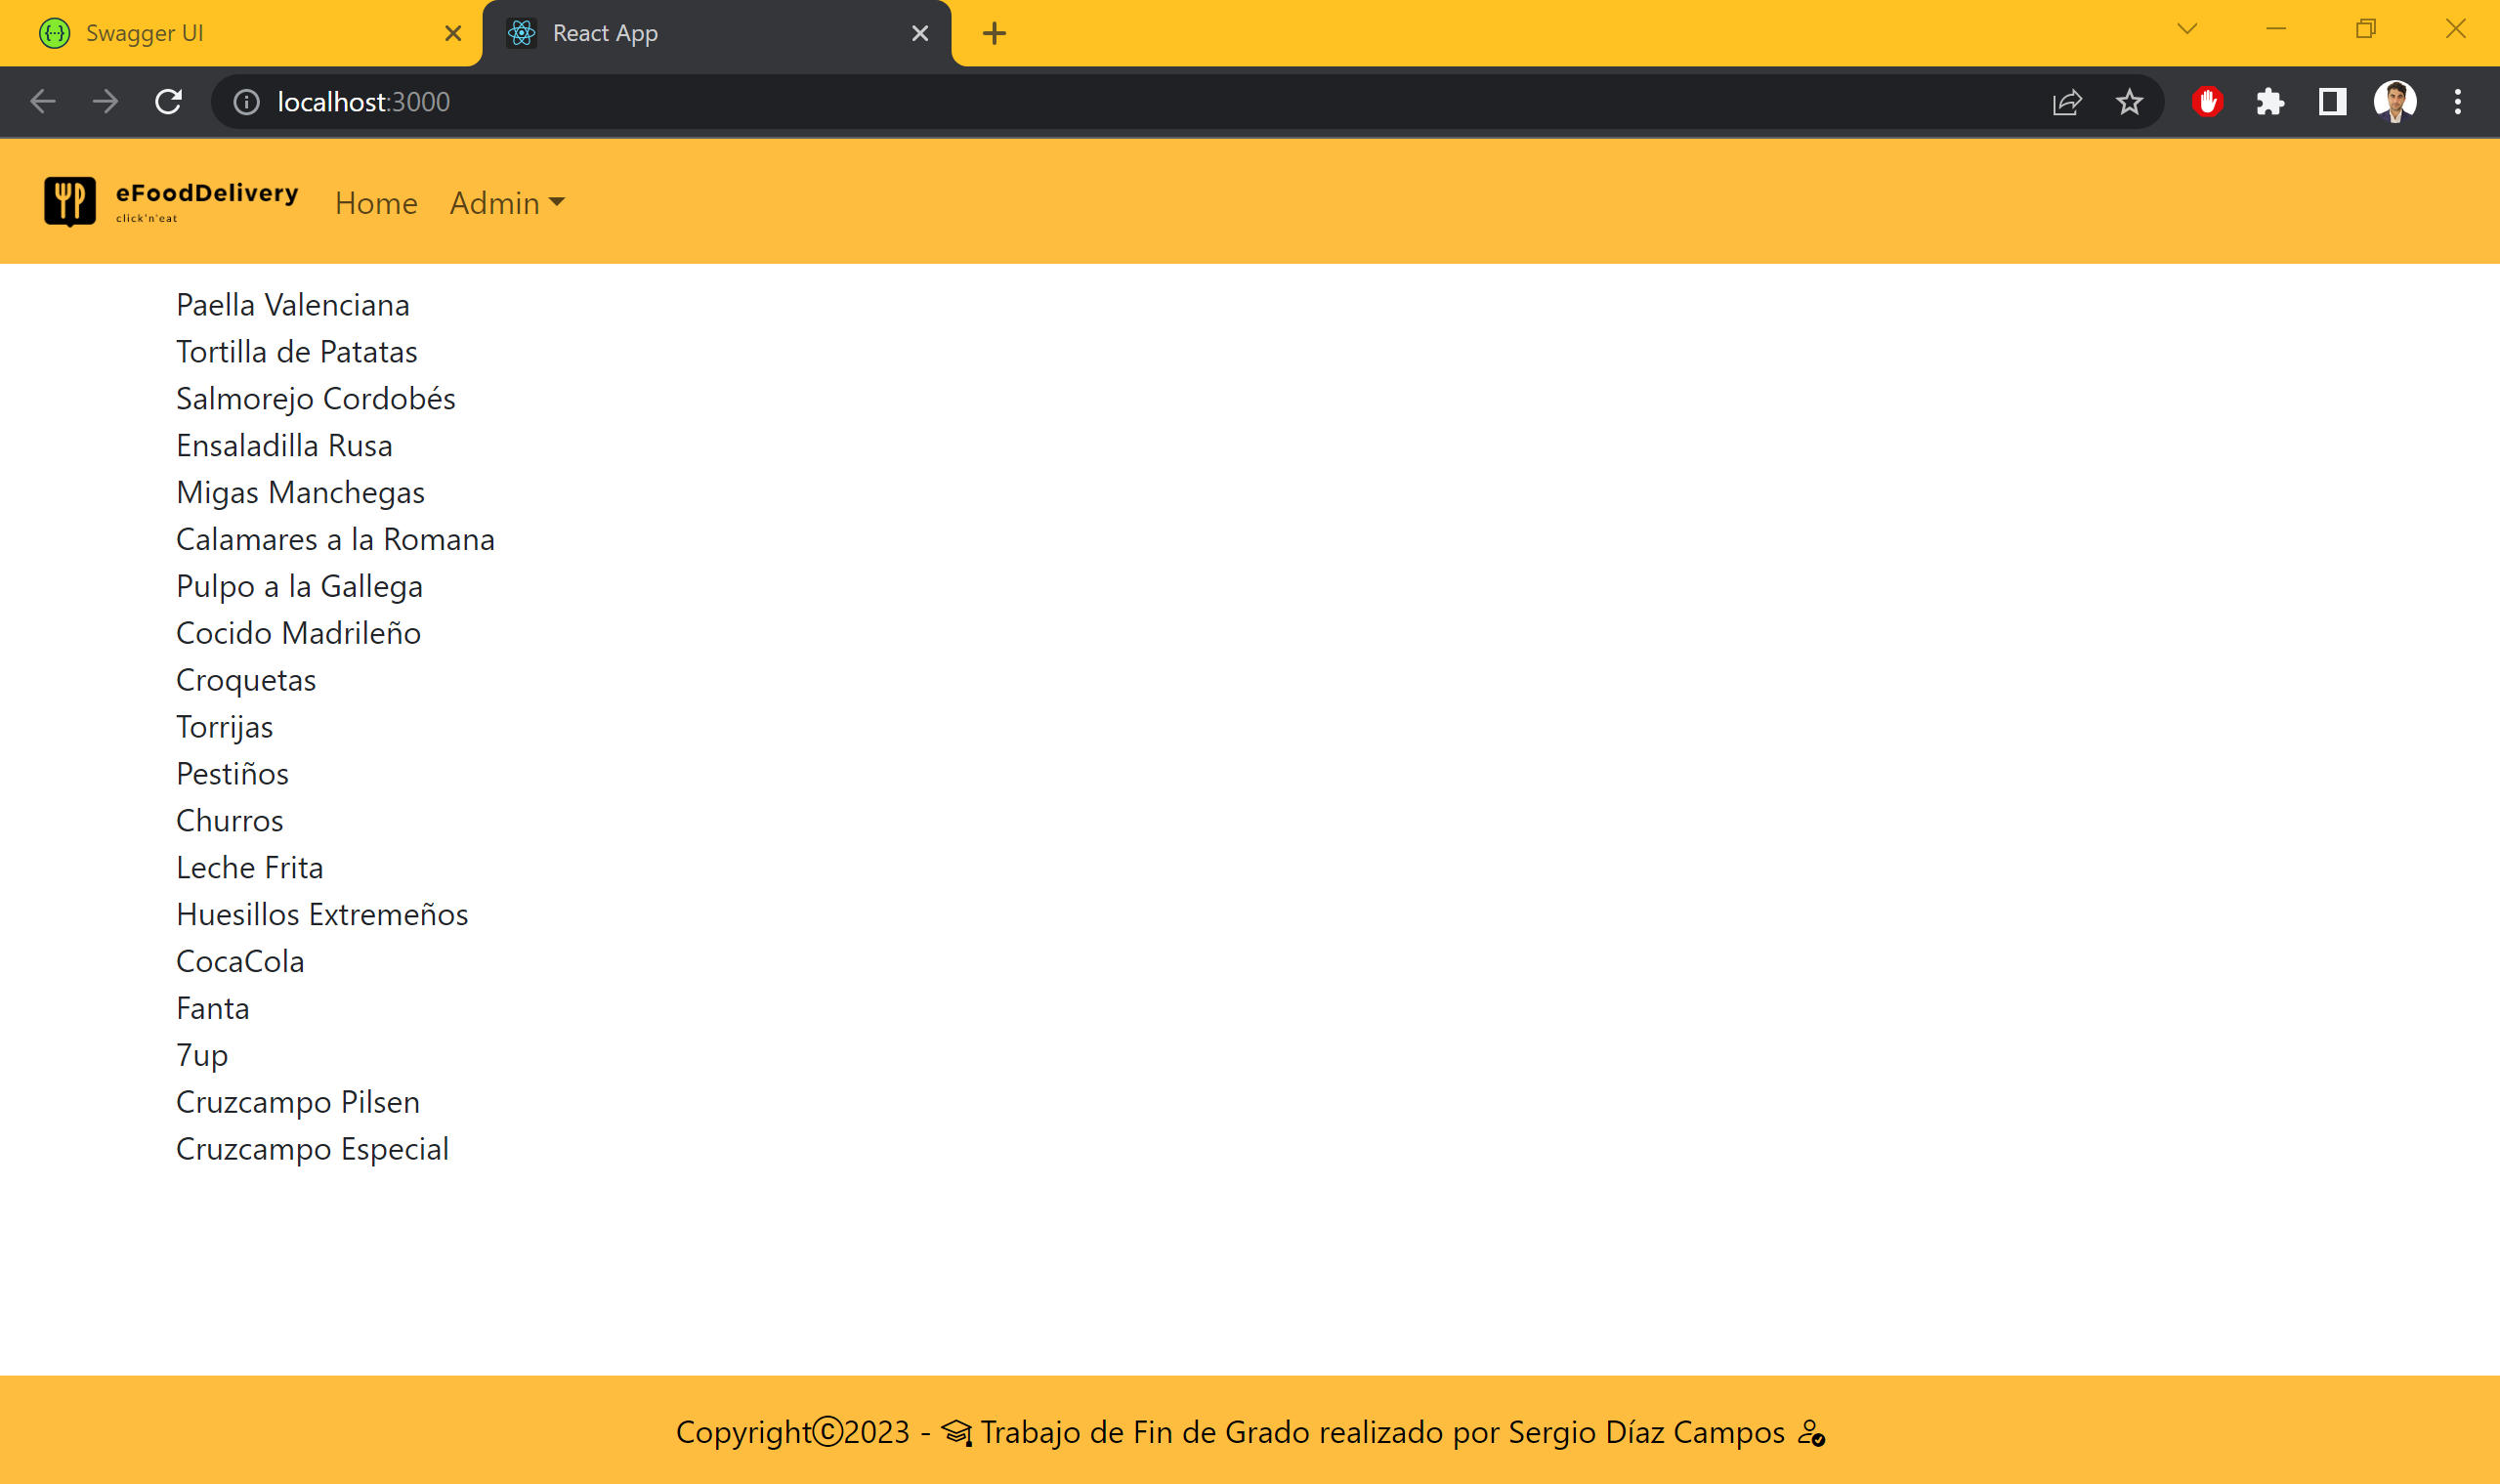 Swagger UI
React App
localhost:3000
eFoodDelivery
click'n'eat
Home
Admin
Paella Valenciana
Tortilla de Patatas
Salmorejo Cordobés
Ensaladilla Rusa
Migas Manchegas
Calamares a la Romana
Pulpo a la Gallega
Cocido Madrileño
Croquetas
Torrijas
Pestiños
Churros
Leche Frita
Huesillos Extremeños
CocaCola
Fanta
7up
Cruzcampo Pilsen
Cruzcampo Especial
Copyright©2023 - Trabajo de Fin de Grado realizado por Sergio Díaz Campos